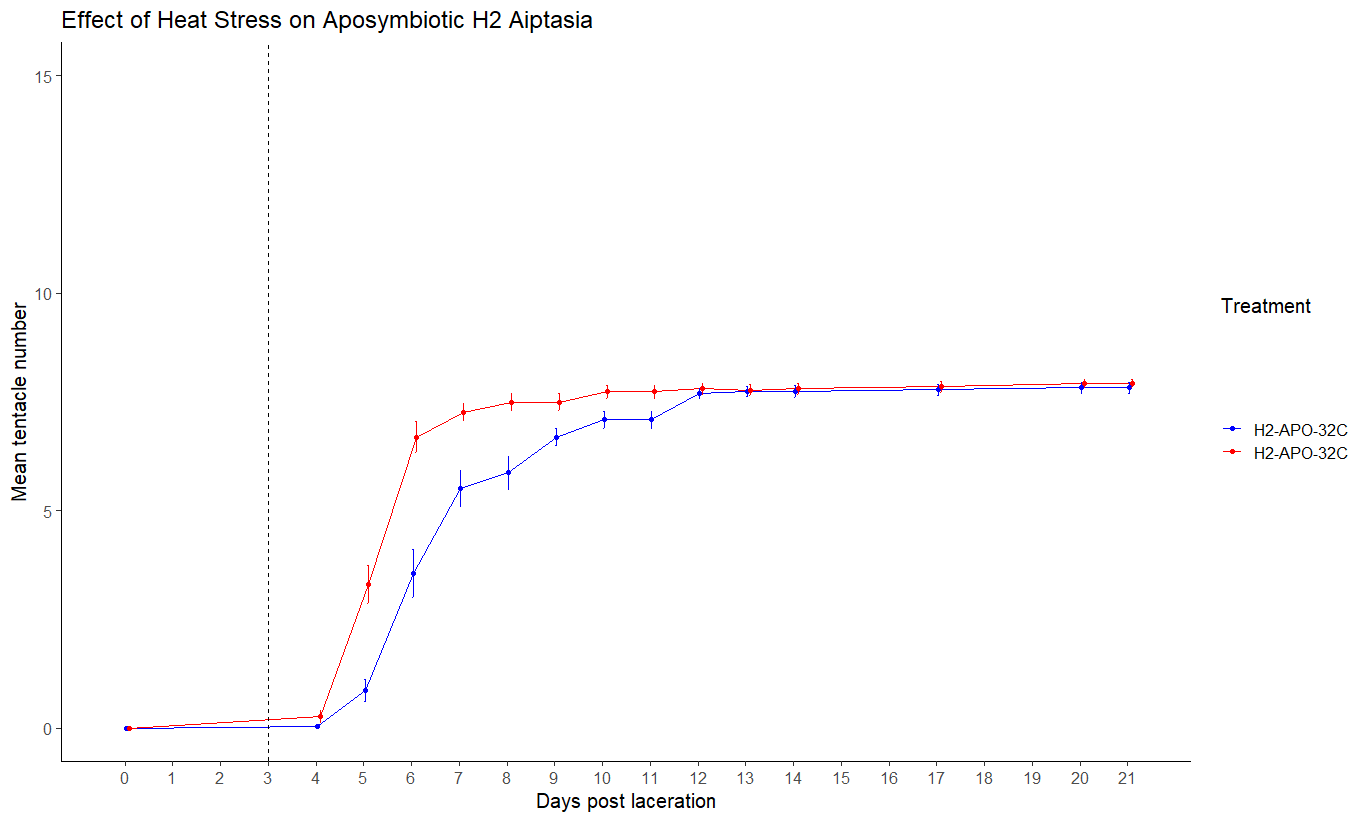 Effect of Heat Stress on Aposymbiotic H2 Aiptasia
15
10
5
0
Mean tentacle number
0 1 2 3 4 5 6 7 8 9 10 11 12 13 14 15 16 17 18 19 20 21
Days post laceration
Treatment
H2-APO-32C
H2-APO-32C